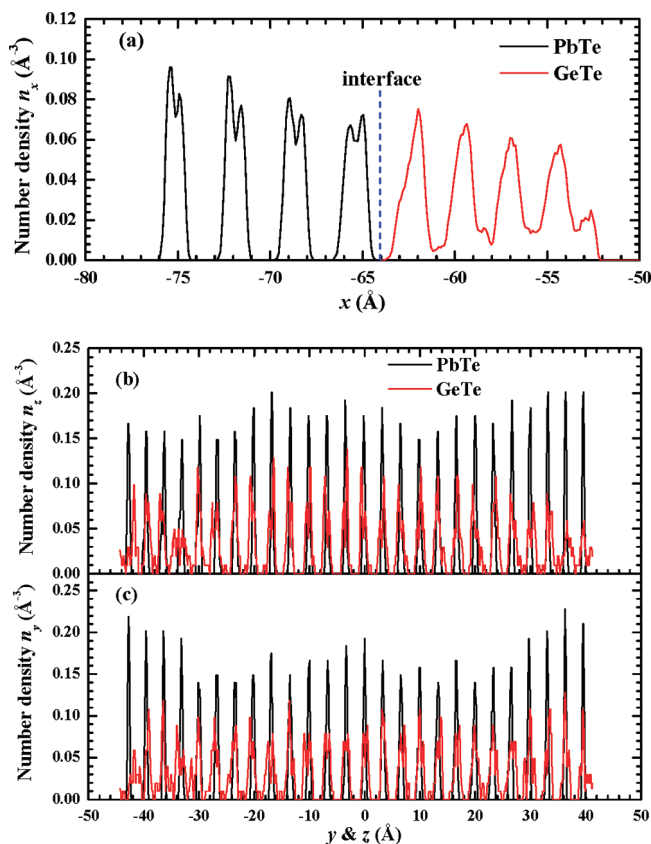 (a)
PbTe
GeTe
interface
Number density nₓ (Å⁻³)
0.12
0.10
0.08
0.06
0.04
0.02
0.00
-80 -75 -70 -65 -60 -55 -50
x (Å)
(b)
PbTe
GeTe
Number density n_z (Å⁻³)
0.25
0.20
0.15
0.10
0.05
0.00
(c)
Number density n_y (Å⁻³)
0.20
0.15
0.10
0.05
0.00
-50 -40 -30 -20 -10 0 10 20 30 40 50
y & z (Å)